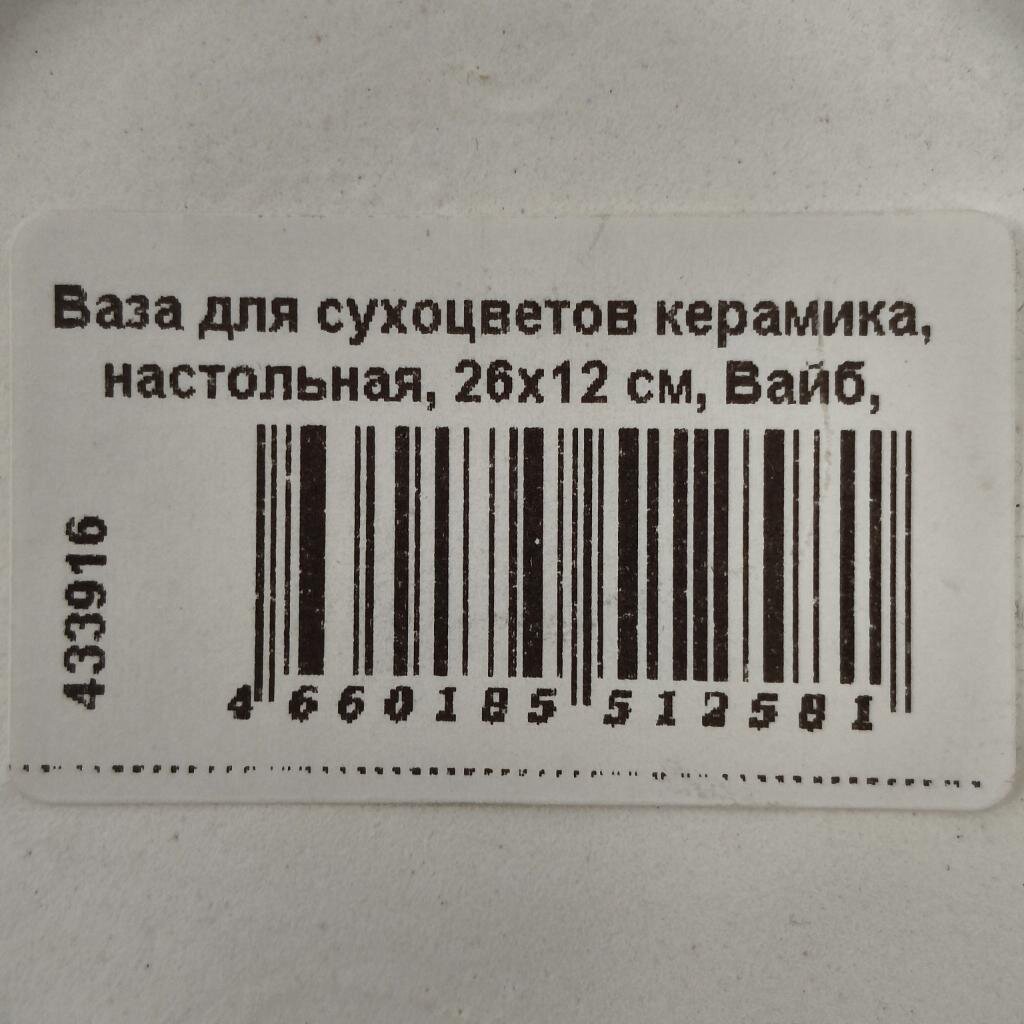 Ваза для сухоцветов керамика,
настольная, 26х12 см, Вайб,
433916
4 660185 512581